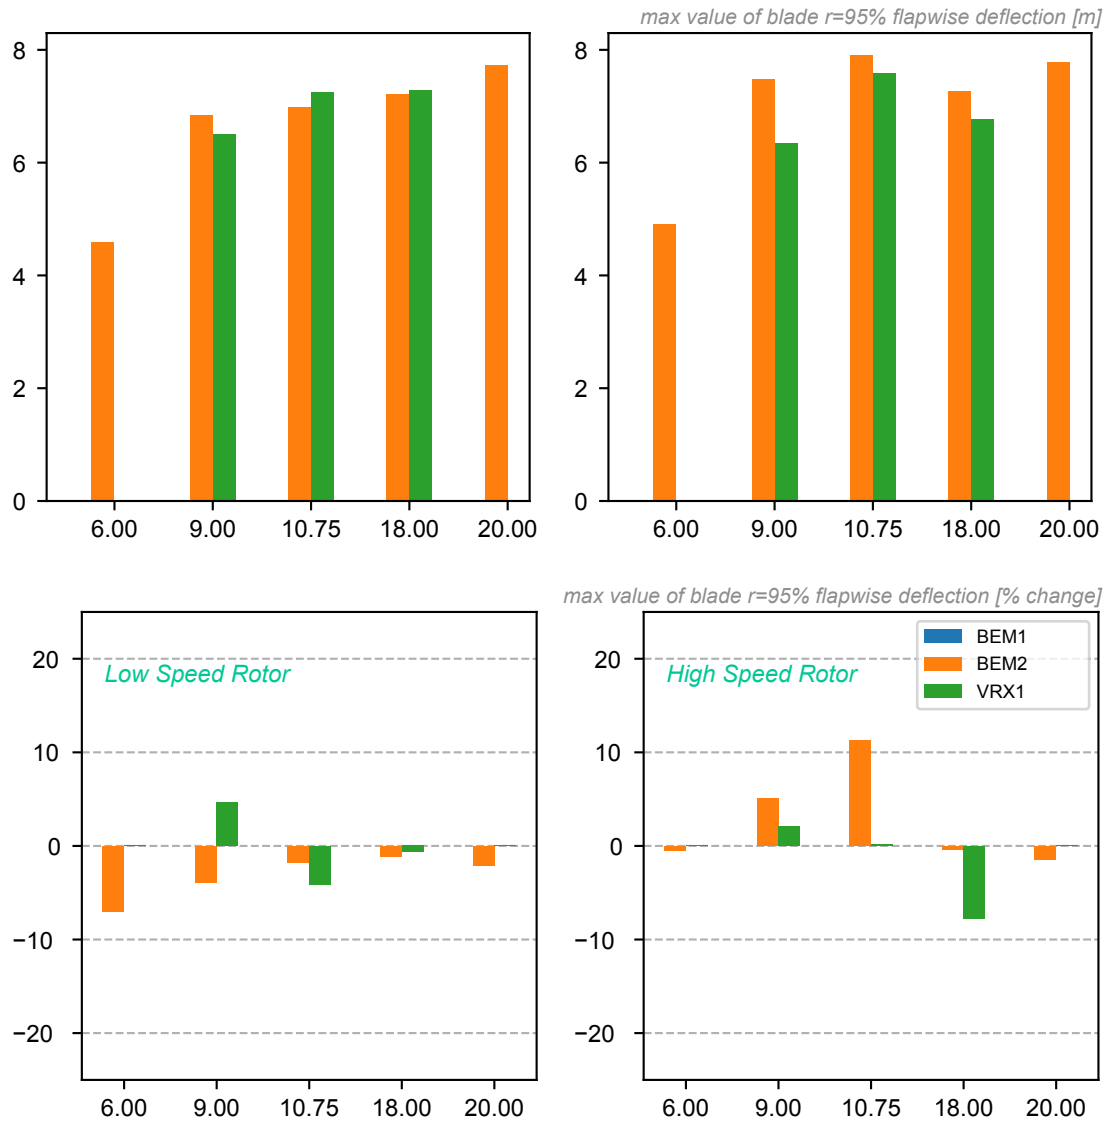 max value of blade r=95% flapwise deflection [m]
8
6
4
2
0
6.00 9.00 10.75 18.00 20.00
8
6
4
2
0
6.00 9.00 10.75 18.00 20.00
max value of blade r=95% flapwise deflection [% change]
20
10
0
−10
−20
Low Speed Rotor
6.00 9.00 10.75 18.00 20.00
20
10
0
−10
−20
High Speed Rotor
BEM1
BEM2
VRX1
6.00 9.00 10.75 18.00 20.00